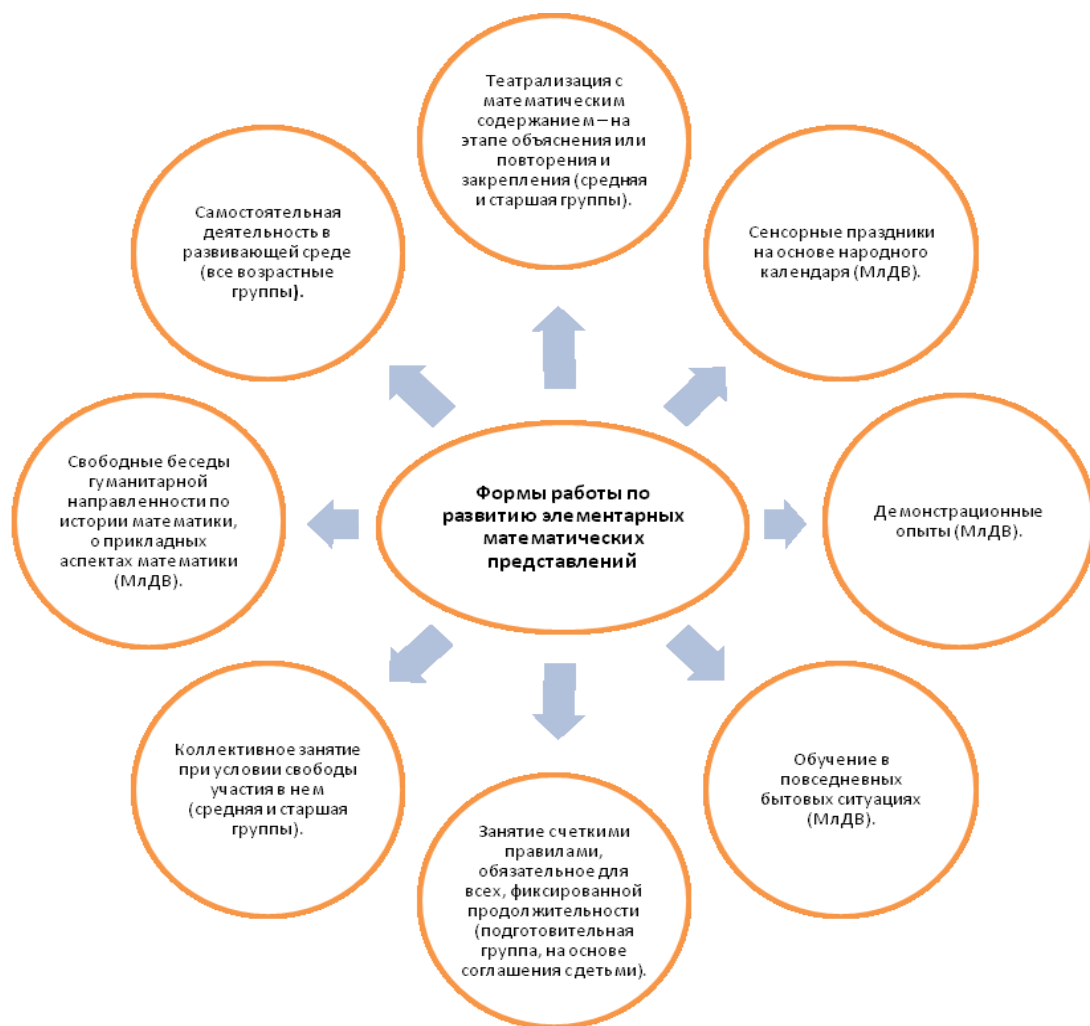 Театрализация с
математическим
содержанием – на
этапе объяснения или
повторения и
закрепления (средняя
и старшая группы).
Самостоятельная
деятельность в
развивающей среде
(все возрастные
группы).
Сенсорные праздники
на основе народного
календаря (МлДВ).
Свободные беседы
гуманитарной
направленности по
истории математики,
о прикладных
аспектах математики
(МлДВ).
Формы работы по
развитию элементарных
математических
представлений
Демонстрационные
опыты (МлДВ).
Коллективное занятие
при условии свободы
участия в нем
(средняя и старшая
группы).
Занятие с четкими
правилами,
обязательное для
всех, фиксированной
продолжительности
(подготовительная
группа, на основе
соглашения с детьми).
Обучение в
повседневных
бытовых ситуациях
(МлДВ).